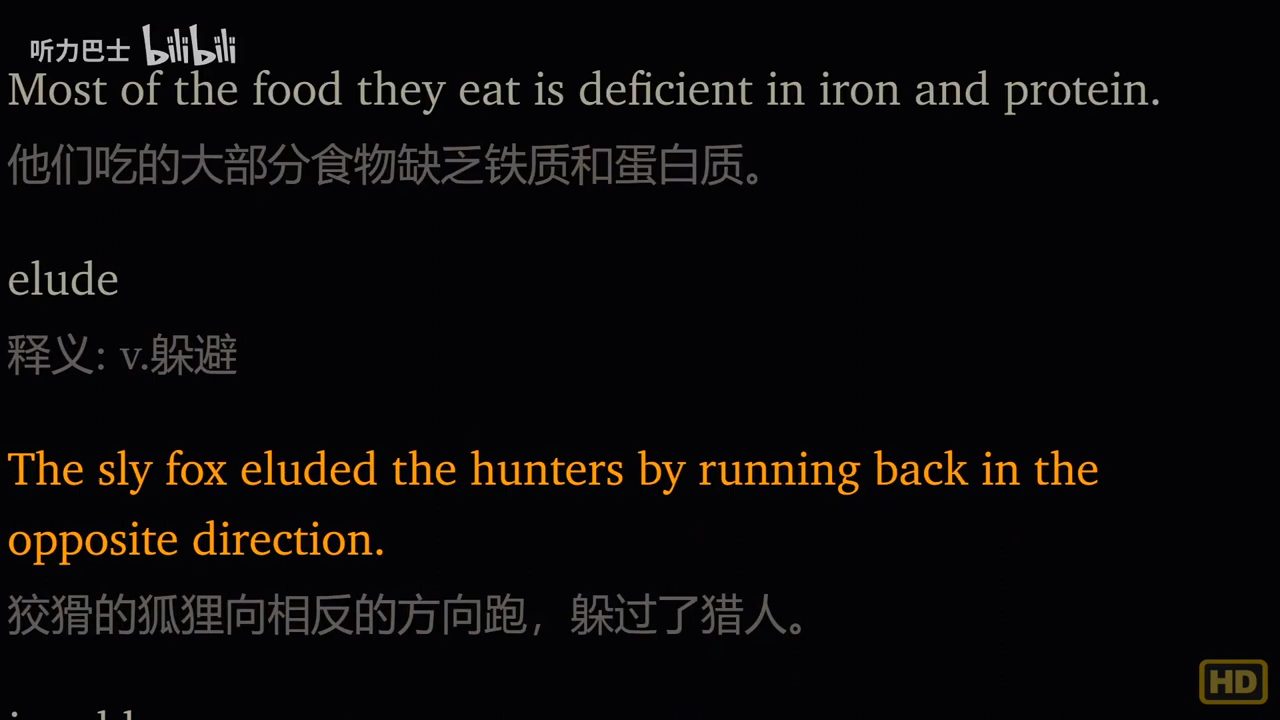 听力巴士 bilibili
Most of the food they eat is deficient in iron and protein.
他们吃的大部分食物缺乏铁质和蛋白质。
elude
释义: v.躲避
The sly fox eluded the hunters by running back in the
opposite direction.
狡猾的狐狸向相反的方向跑，躲过了猎人。
HD